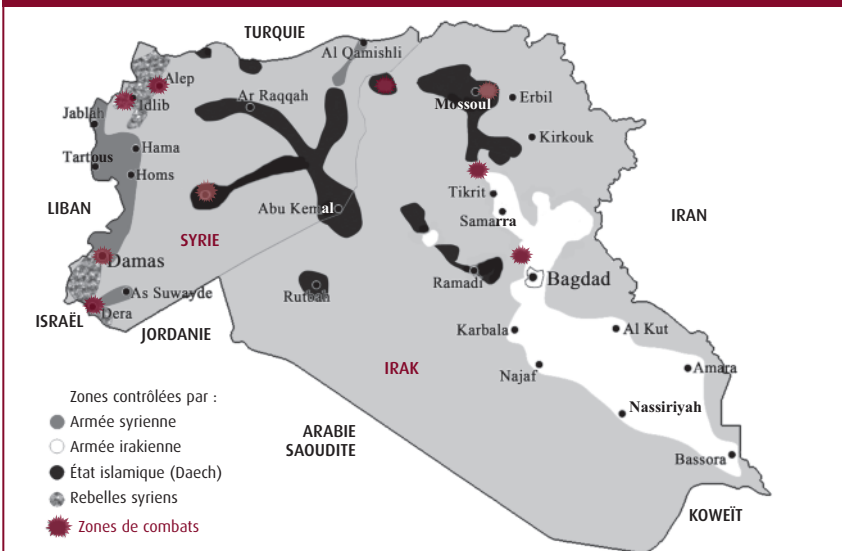 TURQUIE
Al Qamishli
Alep
Idlib
Ar Raqqah
Mossoul
Erbil
Jablah
Kirkouk
Hama
Tartous
Homs
Tikrit
Abu Kemal
Samarra
LIBAN
IRAN
SYRIE
Damas
Ramadi
Bagdad
As Suwayde
Rutbah
ISRAËL
Dera
JORDANIE
Karbala
Al Kut
IRAK
Najaf
Amara
Zones contrôlées par :
Armée syrienne
Nassiriyah
ARABIE
SAOUDITE
Armée irakienne
État islamique (Daech)
Bassora
Rebelles syriens
KOWEÏT
Zones de combats